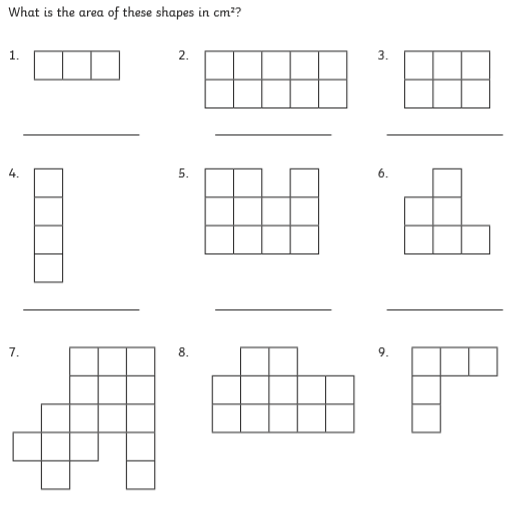 What is the area of these shapes in cm²?
1. 2. 3.
4. 5. 6.
7. 8. 9.